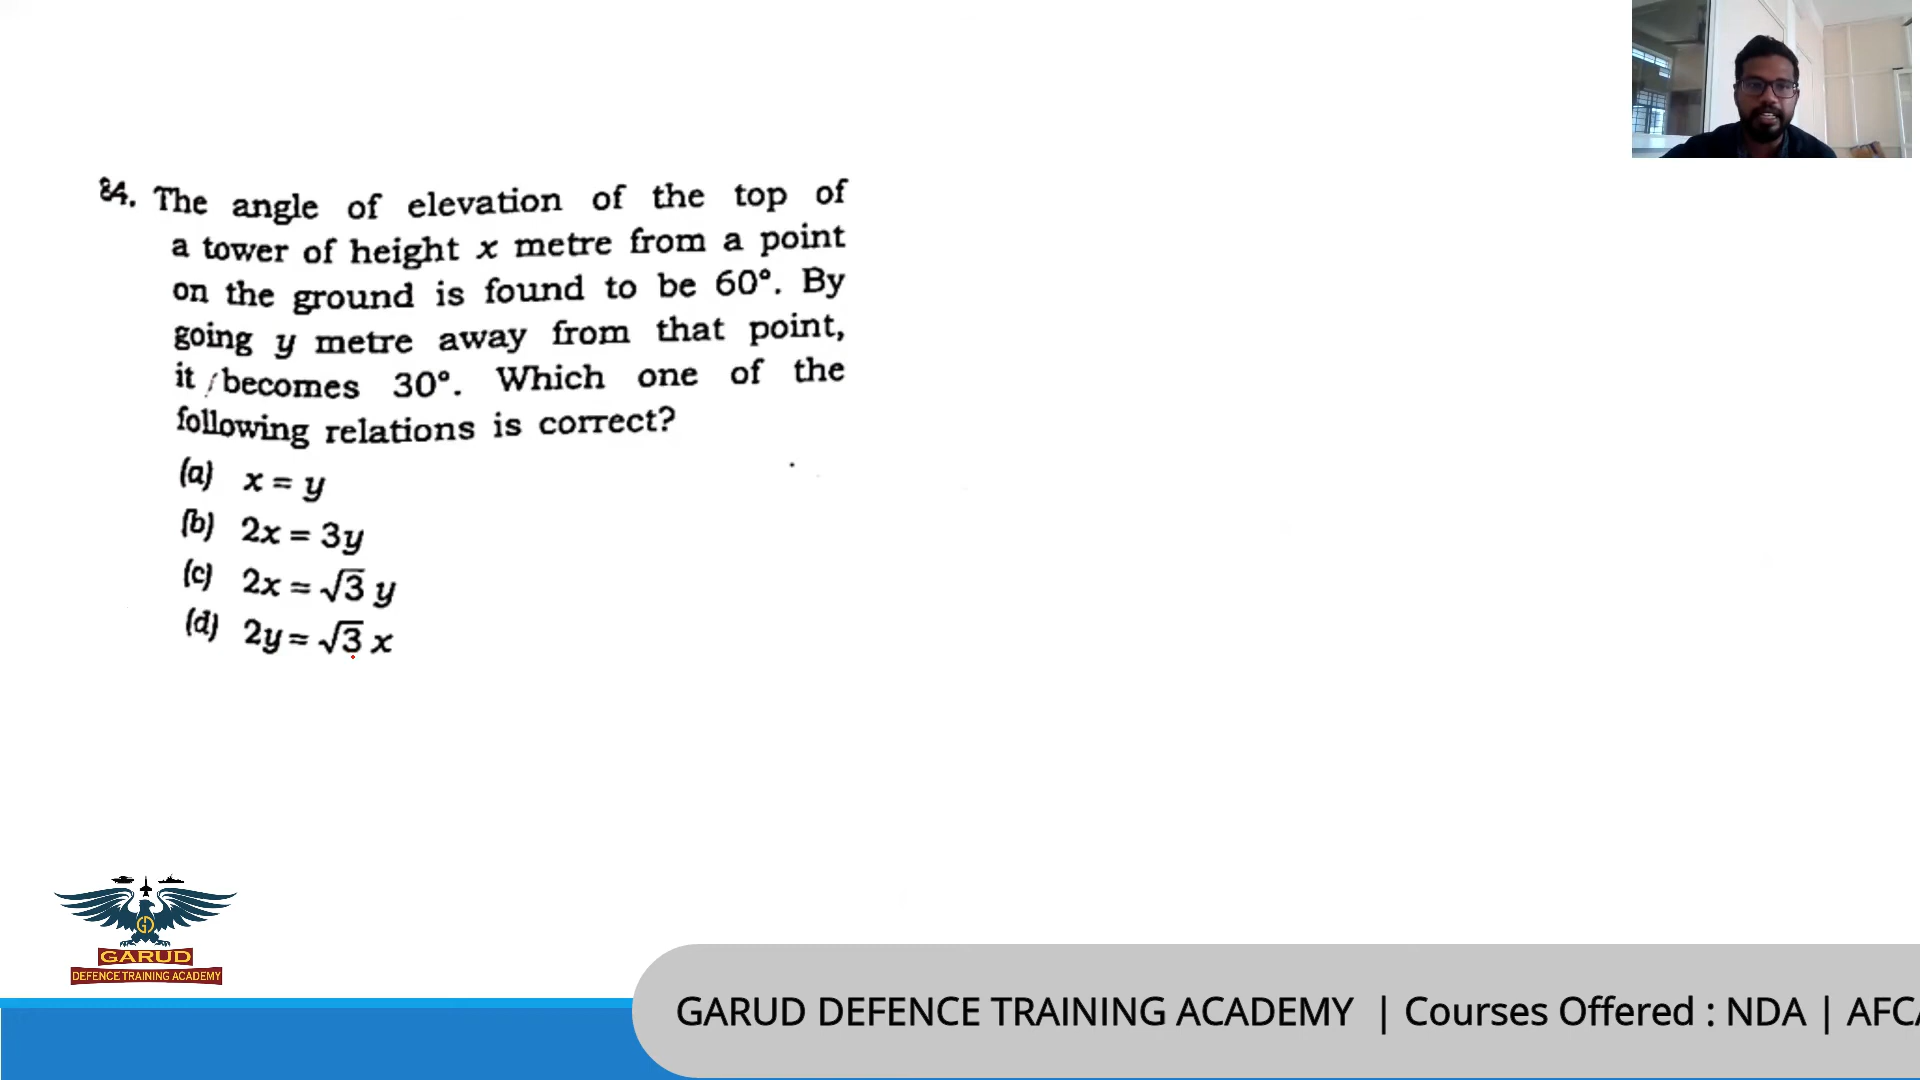 84. The angle of elevation of the top of
a tower of height x metre from a point
on the ground is found to be 60°. By
going y metre away from that point,
it becomes 30°. Which one of the
following relations is correct?
(a) x = y
(b) 2x = 3y
(c) 2x = √3 y
(d) 2y = √3 x
GD
GARUD
DEFENCE TRAINING ACADEMY
GARUD DEFENCE TRAINING ACADEMY | Courses Offered : NDA | AFCA